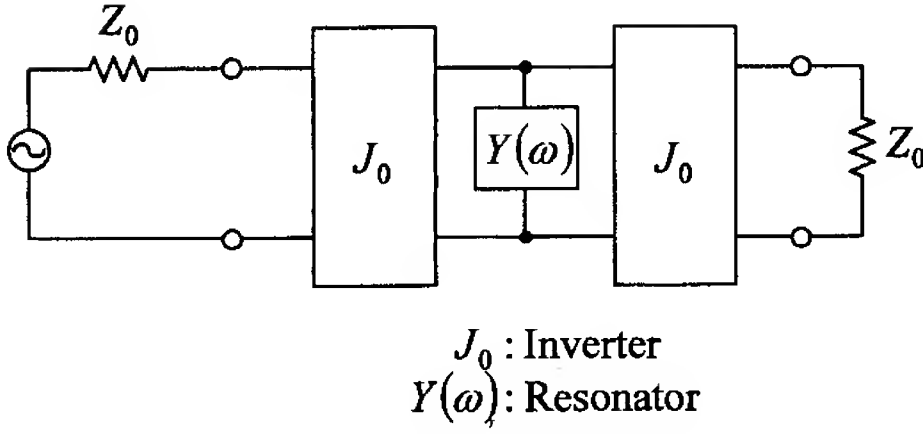 Z₀
J₀
Y(ω)
J₀
Z₀
J₀ : Inverter
Y(ω) : Resonator